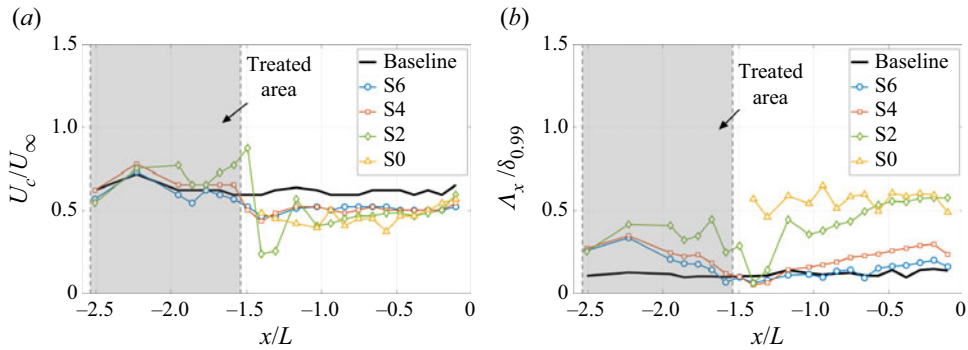 (a)
1.5
1.0
0.5
0
U_c/U_∞
Treated
area
Baseline
S6
S4
S2
S0
−2.5
−2.0
−1.5
−1.0
−0.5
0
x/L
(b)
1.5
1.0
0.5
0
Λ_x/δ_0.99
Treated
area
Baseline
S6
S4
S2
S0
−2.5
−2.0
−1.5
−1.0
−0.5
0
x/L